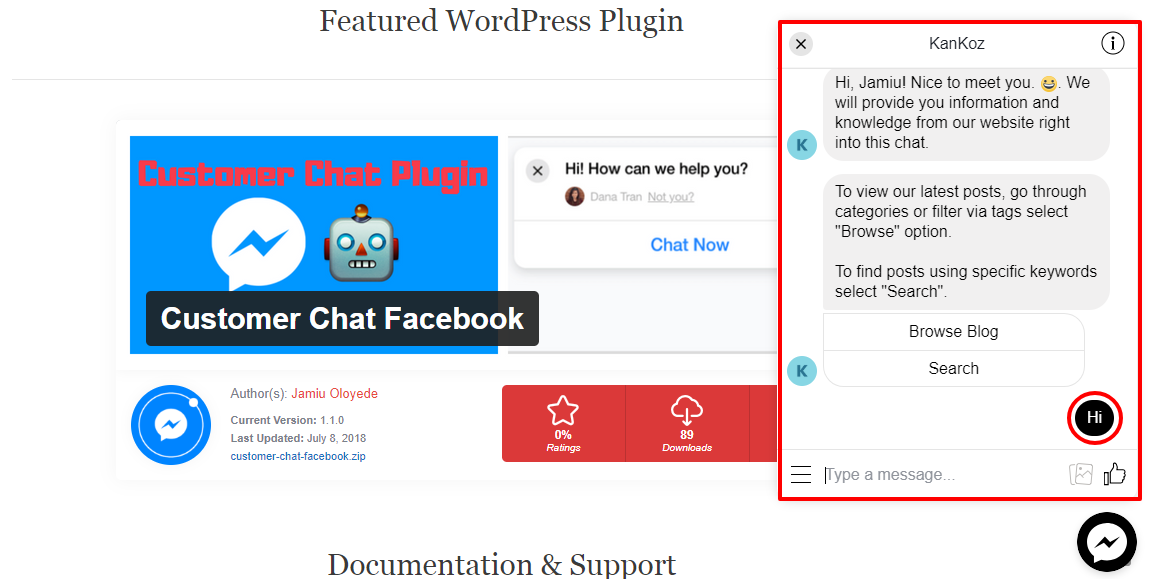 Featured WordPress Plugin
Customer Chat Plugin
Customer Chat Facebook
Hi! How can we help you?
Dana Tran Not you?
Chat Now
Author(s): Jamiu Oloyede
Current Version: 1.1.0
Last Updated: July 8, 2018
customer-chat-facebook.zip
0%
Ratings
89
Downloads
Documentation & Support
KanKoz
Hi, Jamiu! Nice to meet you. 😄. We
will provide you information and
knowledge from our website right
into this chat.
K
To view our latest posts, go through
categories or filter via tags select
"Browse" option.
To find posts using specific keywords
select "Search".
Browse Blog
Search
K
Hi
Type a message...